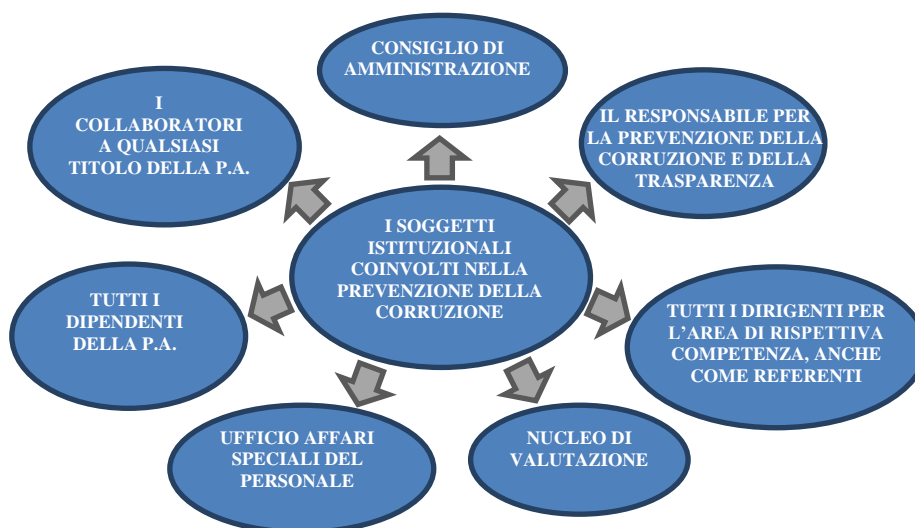 CONSIGLIO DI
AMMINISTRAZIONE
I
COLLABORATORI
A QUALSIASI
TITOLO DELLA P.A.
IL RESPONSABILE PER
LA PREVENZIONE DELLA
CORRUZIONE E DELLA
TRASPARENZA
I SOGGETTI
ISTITUZIONALI
COINVOLTI NELLA
PREVENZIONE DELLA
CORRUZIONE
TUTTI I
DIPENDENTI
DELLA P.A.
TUTTI I DIRIGENTI PER
L'AREA DI RISPETTIVA
COMPETENZA, ANCHE
COME REFERENTI
UFFICIO AFFARI
SPECIALI DEL
PERSONALE
NUCLEO DI
VALUTAZIONE